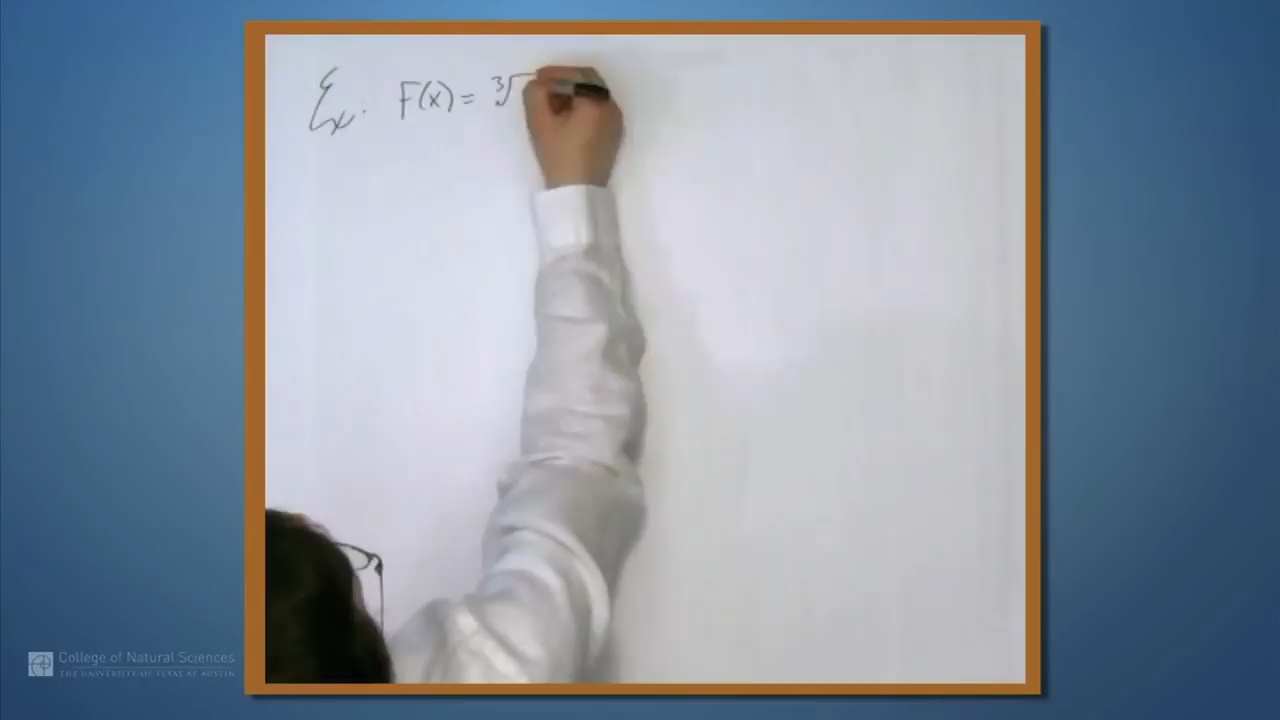 Ex: F(x) = ∛
College of Natural Sciences
THE UNIVERSITY OF TEXAS AT AUSTIN